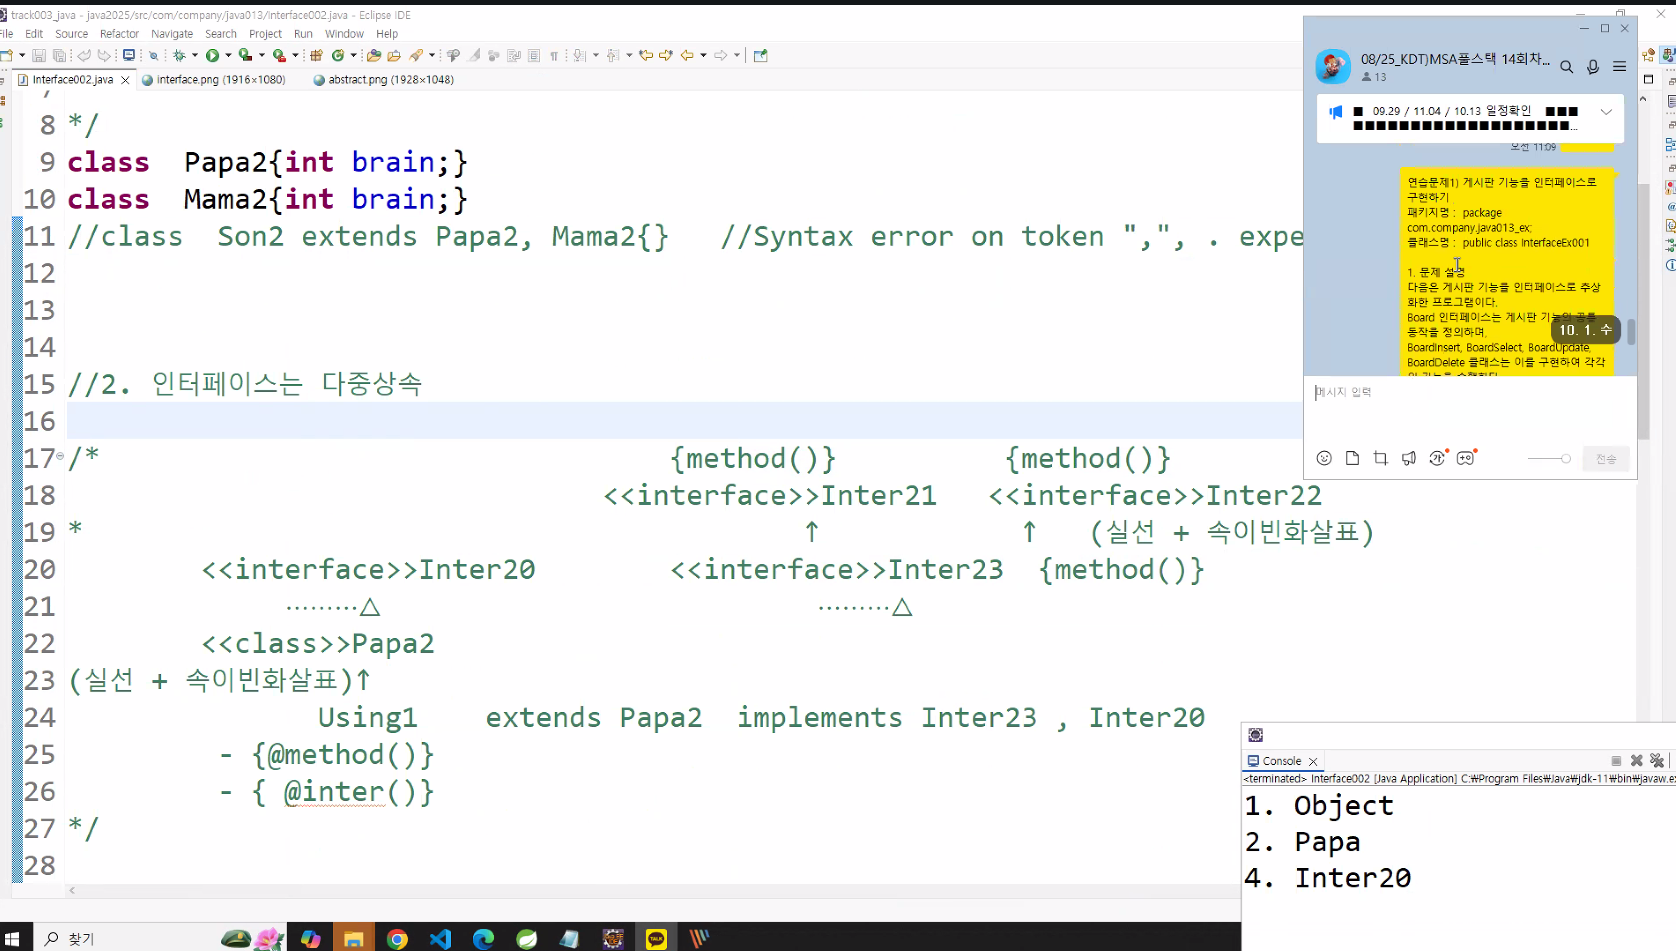 track003_java - java2025/src/com/company/java013/Interface002.java - Eclipse IDE
File Edit Source Refactor Navigate Search Project Run Window Help
Interface002.java interface.png (1916×1080) abstract.png (1928×1048)
7
8 */
9 class Papa2{int brain;}
10 class Mama2{int brain;}
11 //class Son2 extends Papa2, Mama2{} //Syntax error on token ",", . expe
12
13
14
15 //2. 인터페이스는 다중상속
16
17 /* {method()} {method()}
18 <<interface>>Inter21 <<interface>>Inter22
19 * ↑ ↑ (실선 + 속이빈화살표)
20 <<interface>>Inter20 <<interface>>Inter23 {method()}
21 ·········△ ·········△
22 <<class>>Papa2
23 (실선 + 속이빈화살표)↑
24 Using1 extends Papa2 implements Inter23 , Inter20
25 - {@method()}
26 - { @inter()}
27 */
28
08/25_KDT)MSA풀스택 14회차...
13
■ 09.29 / 11.04 / 10.13 일정확인 ■■■
■■■■■■■■■■■■■■■■■■■...
오전 11:09
연습문제1) 게시판 기능을 인터페이스로
구현하기
패키지명 : package
com.company.java013_ex;
클래스명 : public class InterfaceEx001
1. 문제 설명
다음은 게시판 기능을 인터페이스로 추상
화한 프로그램이다.
Board 인터페이스는 게시판 기능의 공통
동작을 정의하며,
10. 1. 수
BoardInsert, BoardSelect, BoardUpdate,
BoardDelete 클래스는 이를 구현하여 각각
메시지 입력
전송
Console
<terminated> Interface002 [Java Application] C:₩Program Files₩Java₩jdk-11₩bin₩javaw.ex
1. Object
2. Papa
4. Inter20
찾기
TALK